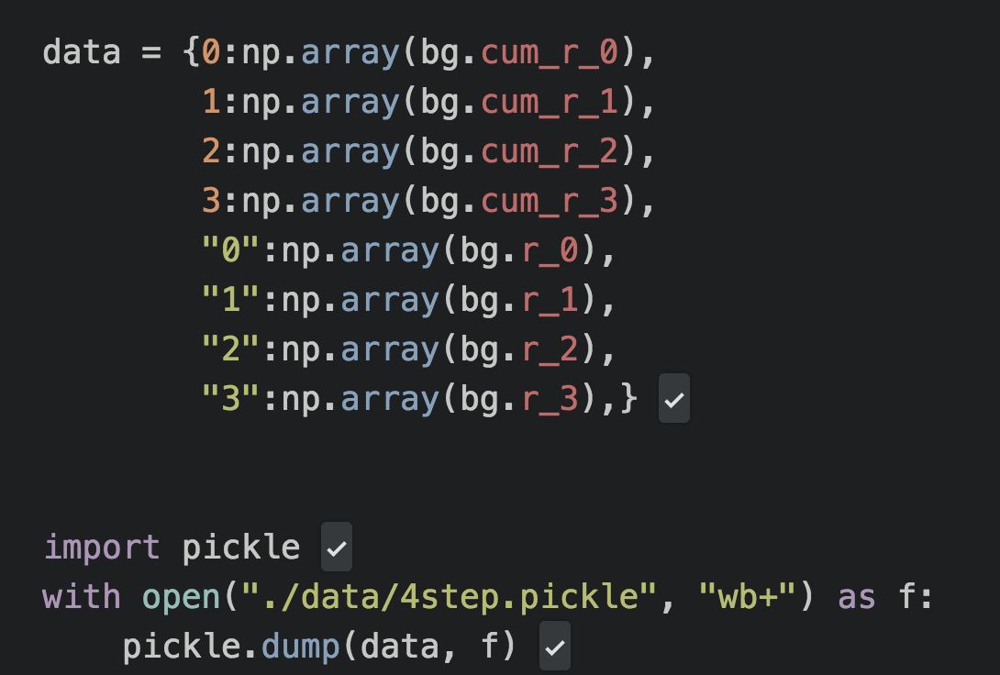 data = {0:np.array(bg.cum_r_0),
        1:np.array(bg.cum_r_1),
        2:np.array(bg.cum_r_2),
        3:np.array(bg.cum_r_3),
        "0":np.array(bg.r_0),
        "1":np.array(bg.r_1),
        "2":np.array(bg.r_2),
        "3":np.array(bg.r_3),} ✓
import pickle ✓
with open("./data/4step.pickle", "wb+") as f:
    pickle.dump(data, f) ✓